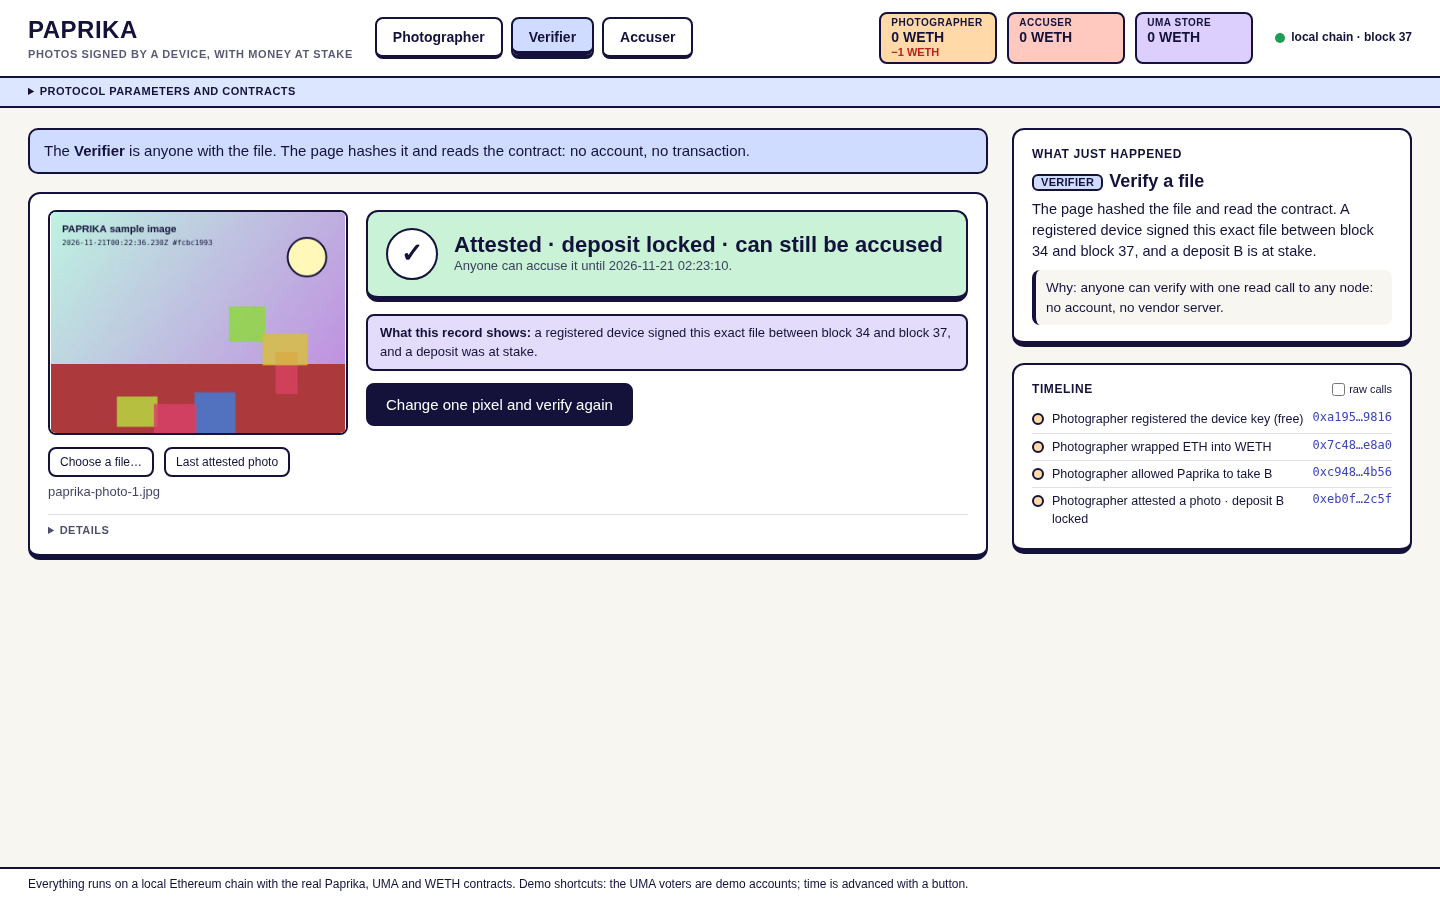 PAPRIKA
PHOTOS SIGNED BY A DEVICE, WITH MONEY AT STAKE
Photographer
Verifier
Accuser
PHOTOGRAPHER
0 WETH
−1 WETH
ACCUSER
0 WETH
UMA STORE
0 WETH
local chain · block 37
PROTOCOL PARAMETERS AND CONTRACTS
The Verifier is anyone with the file. The page hashes it and reads the contract: no account, no transaction.
PAPRIKA sample image
2026-11-21T00:22:36.230Z #fcbc1993
✓
Attested · deposit locked · can still be accused
Anyone can accuse it until 2026-11-21 02:23:10.
What this record shows: a registered device signed this exact file between block 34 and block 37,
and a deposit was at stake.
Change one pixel and verify again
Choose a file…
Last attested photo
paprika-photo-1.jpg
DETAILS
WHAT JUST HAPPENED
VERIFIER Verify a file
The page hashed the file and read the contract. A
registered device signed this exact file between block
34 and block 37, and a deposit B is at stake.
Why: anyone can verify with one read call to any node:
no account, no vendor server.
TIMELINE
raw calls
Photographer registered the device key (free) 0xa195…9816
Photographer wrapped ETH into WETH 0x7c48…e8a0
Photographer allowed Paprika to take B 0xc948…4b56
Photographer attested a photo · deposit B 0xeb0f…2c5f
locked
Everything runs on a local Ethereum chain with the real Paprika, UMA and WETH contracts. Demo shortcuts: the UMA voters are demo accounts; time is advanced with a button.